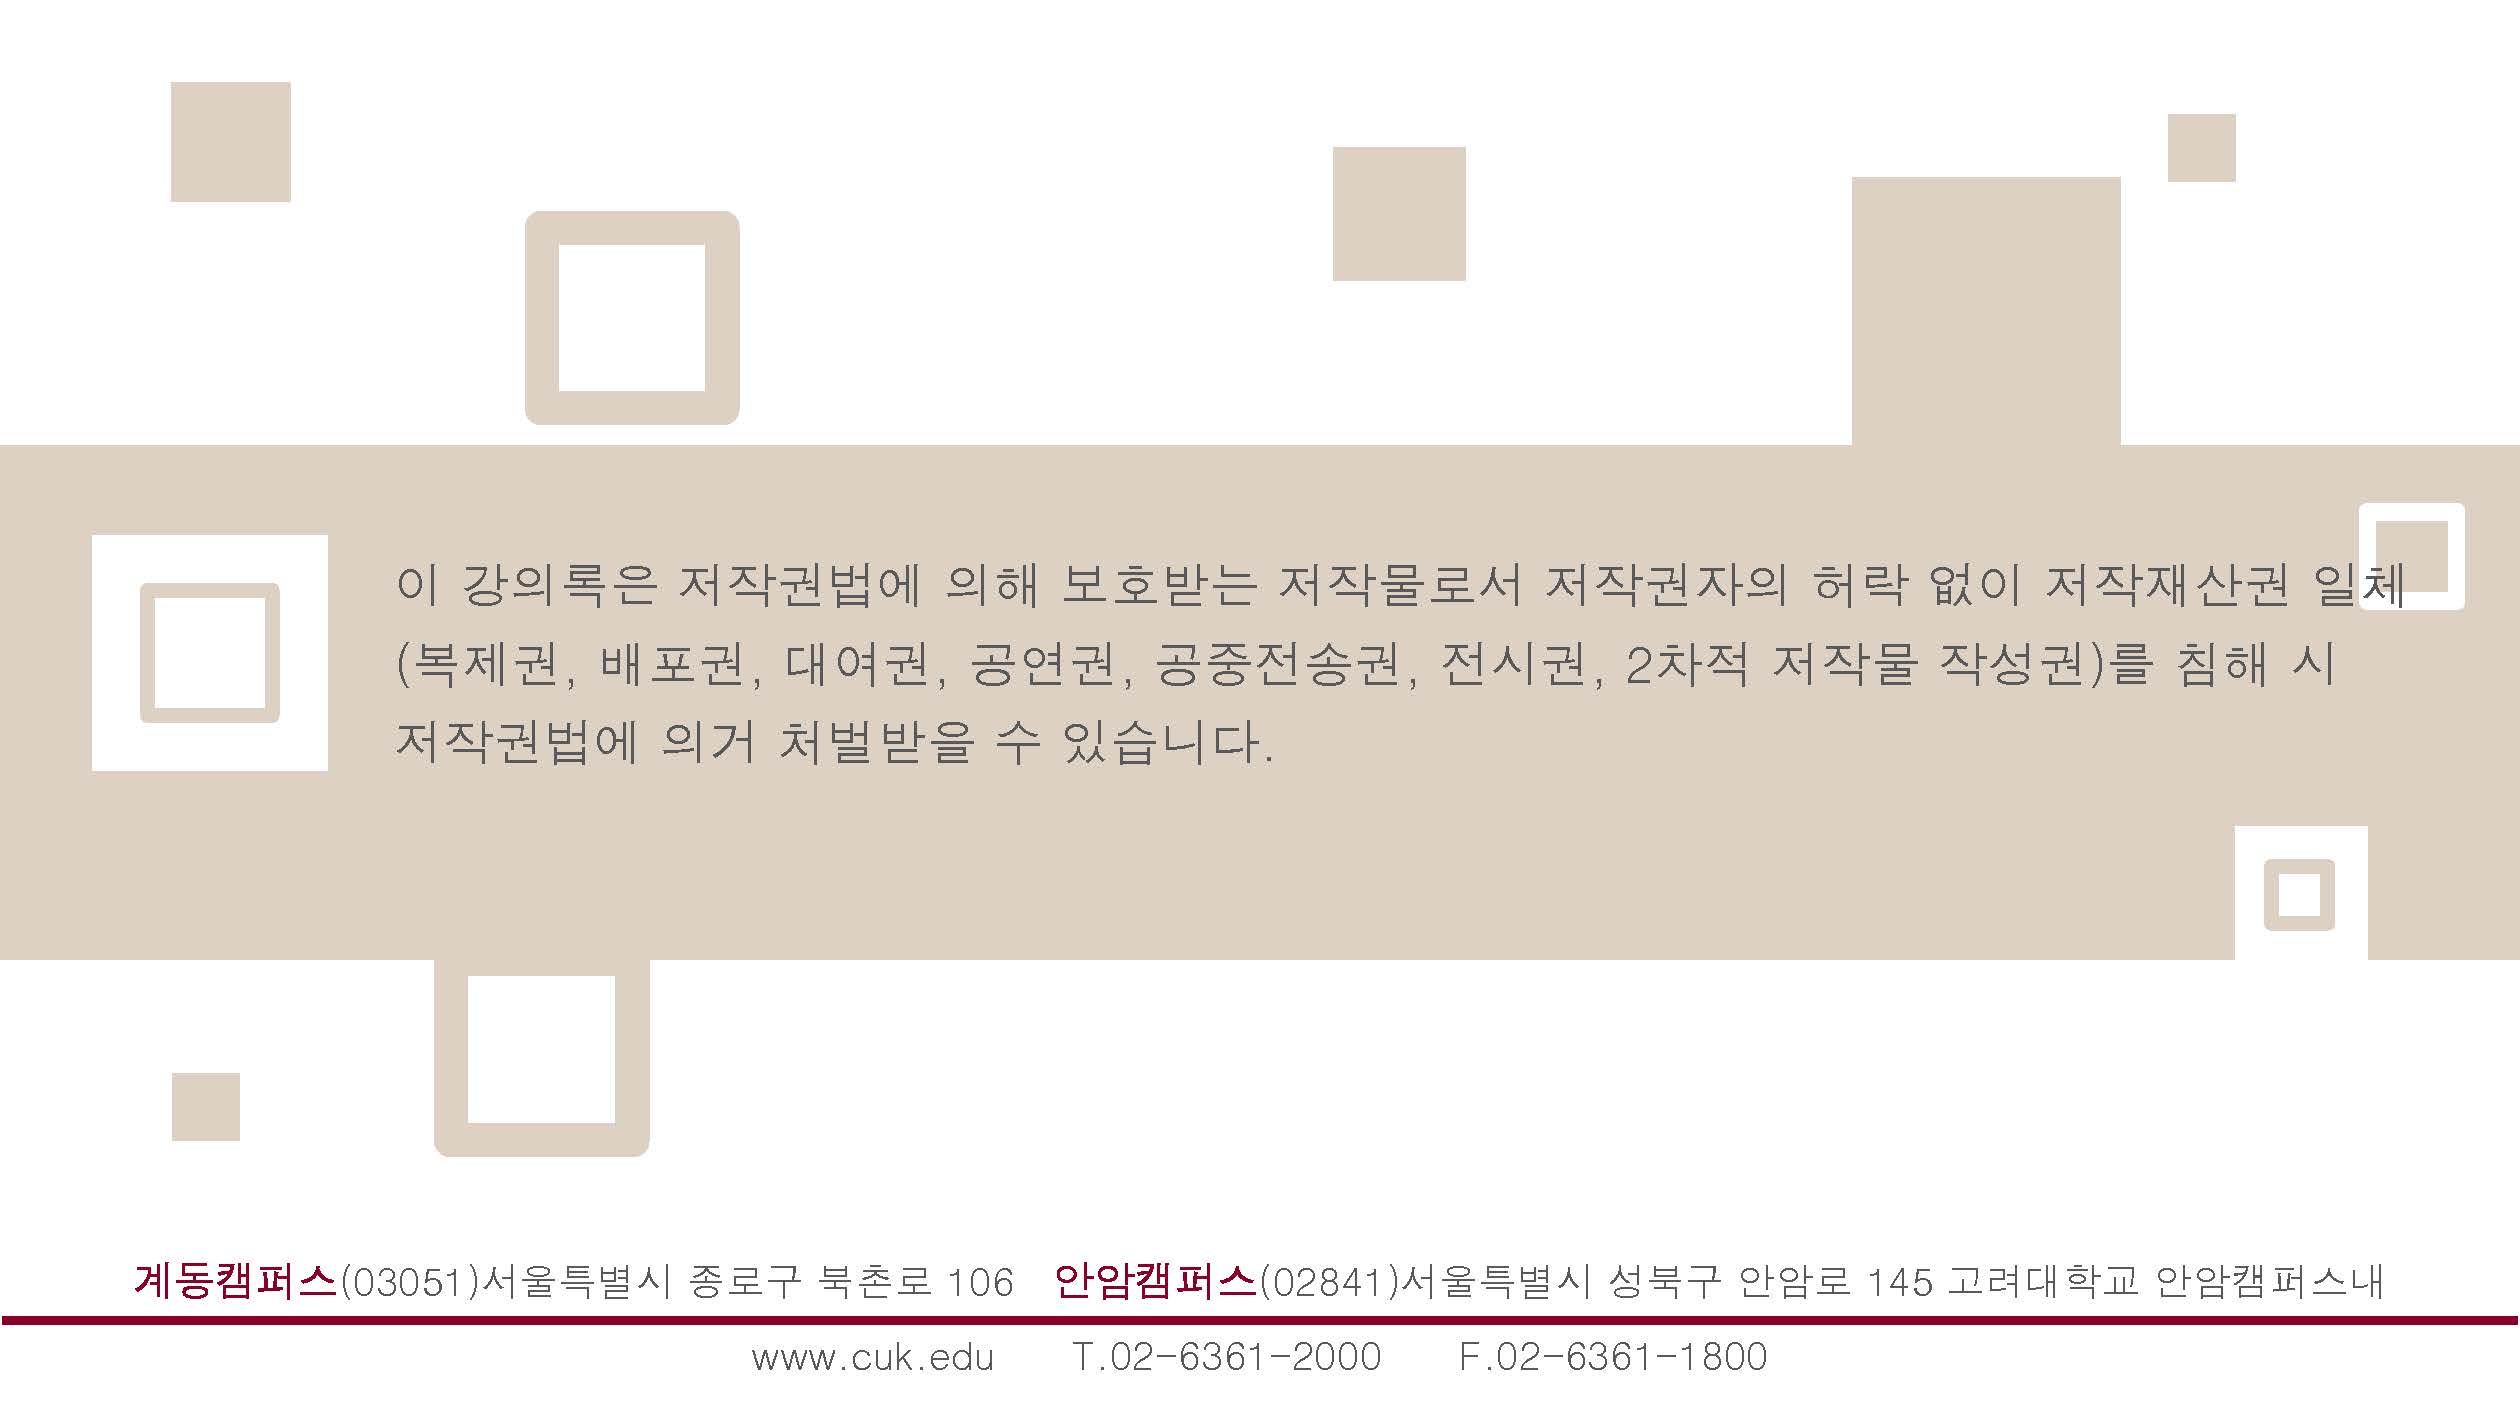 이 강의록은 저작권법에 의해 보호받는 저작물로서 저작권자의 허락 없이 저작재산권 일체
(복제권, 배포권, 대여권, 공연권, 공중전송권, 전시권, 2차적 저작물 작성권)를 침해 시
저작권법에 의거 처벌받을 수 있습니다.
계동캠퍼스(03051)서울특별시 종로구 북촌로 106 안암캠퍼스(02841)서울특별시 성북구 안암로 145 고려대학교 안암캠퍼스내
www.cuk.edu T.02-6361-2000 F.02-6361-1800